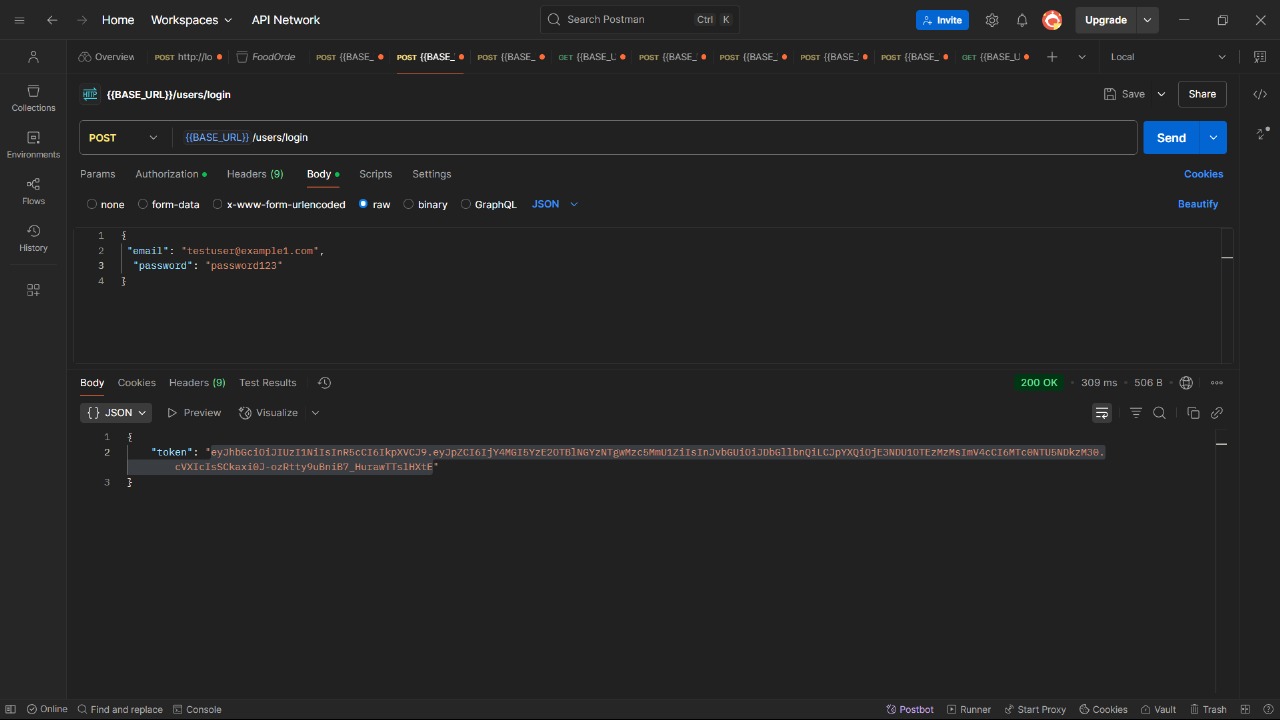 Home Workspaces API Network Search Postman Ctrl K Invite Upgrade
Overview POST http://lo FoodOrde POST {{BASE_ POST {{BASE_ POST {{BASE_ GET {{BASE_U POST {{BASE_ POST {{BASE_ POST {{BASE_ POST {{BASE_ GET {{BASE_U Local
Collections
Environments
Flows
History
HTTP {{BASE_URL}}/users/login Save Share
POST {{BASE_URL}} /users/login Send
Params Authorization Headers (9) Body Scripts Settings Cookies
none form-data x-www-form-urlencoded raw binary GraphQL JSON Beautify
1 {
2 "email": "testuser@example1.com",
3 "password": "password123"
4 }
Body Cookies Headers (9) Test Results 200 OK 309 ms 506 B
{} JSON Preview Visualize
1 {
2 "token": "eyJhbGciOiJIUzI1NiIsInR5cCI6IkpXVCJ9.eyJpZCI6IjY4MGI5YzE2OTBlNGYzNTgwMzc5MmU1ZiIsInJvbGUiOiJDbGllbnQiLCJpYXQiOjE3NDU1OTEzMzMsImV4cCI6MTc0NTU5NDkzM30.
cVXIcIsSCkaxi0J-ozRtty9uBniB7_HurawTTslHXtE"
3 }
Online Find and replace Console Postbot Runner Start Proxy Cookies Vault Trash